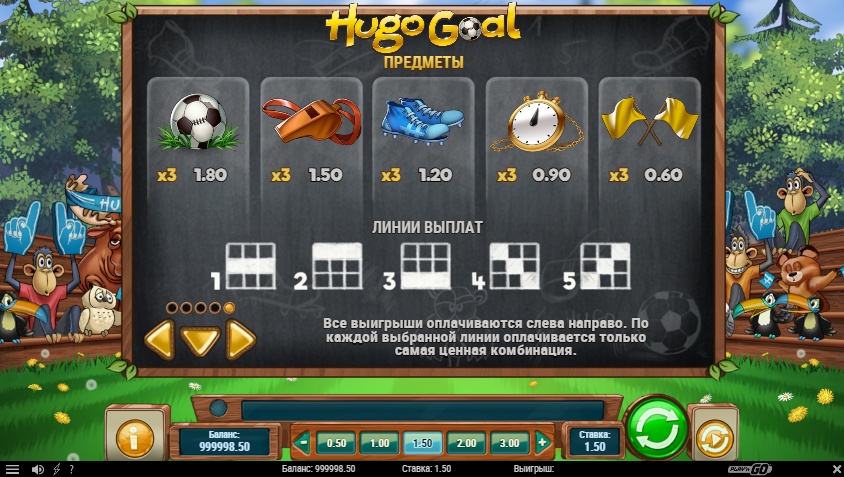 Hugo Goal
ПРЕДМЕТЫ
x3 1.80
x3 1.50
x3 1.20
x3 0.90
x3 0.60
ЛИНИИ ВЫПЛАТ
1 2 3 4 5
Все выигрыши оплачиваются слева направо. По
каждой выбранной линии оплачивается только
самая ценная комбинация.
HU
Баланс:
999998.50
- 0.50 1.00 1.50 2.00 3.00 +
Ставка:
1.50
? Баланс: 999998.50 Ставка: 1.50 Выигрыш: PLAY'N GO